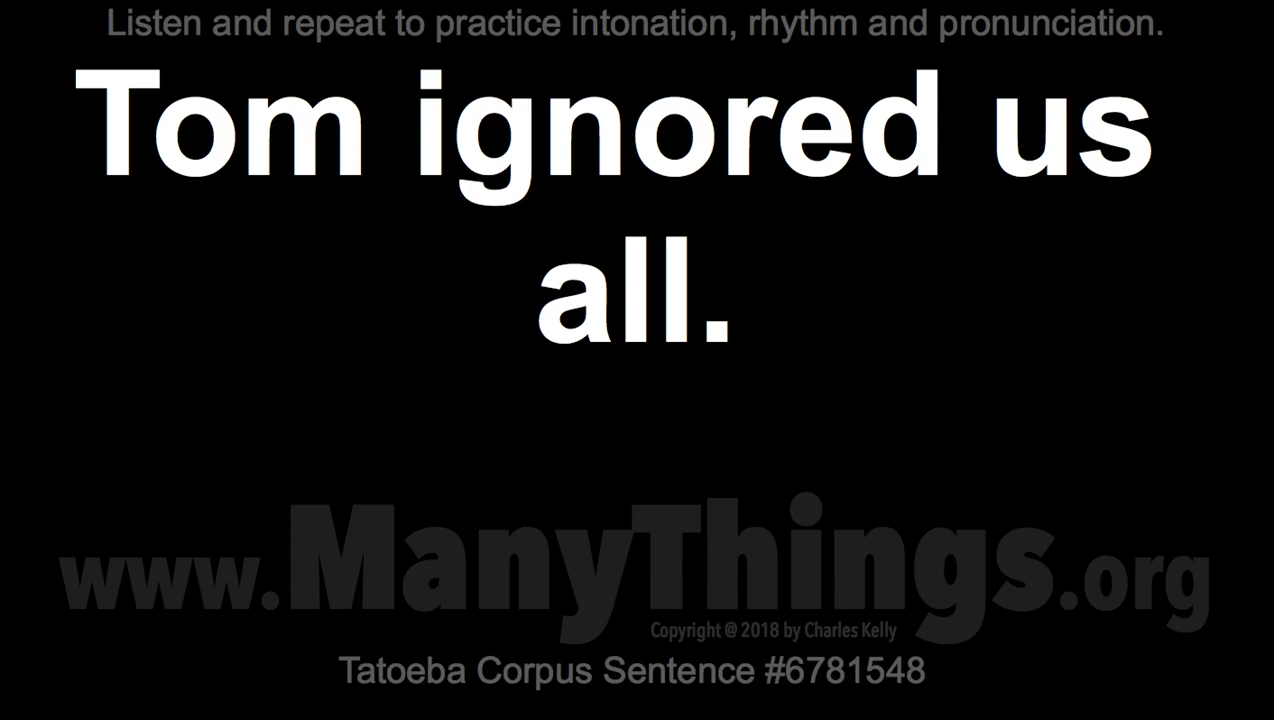 Listen and repeat to practice intonation, rhythm and pronunciation.
Tom ignored us
all.
www.ManyThings.org
Copyright @ 2018 by Charles Kelly
Tatoeba Corpus Sentence #6781548